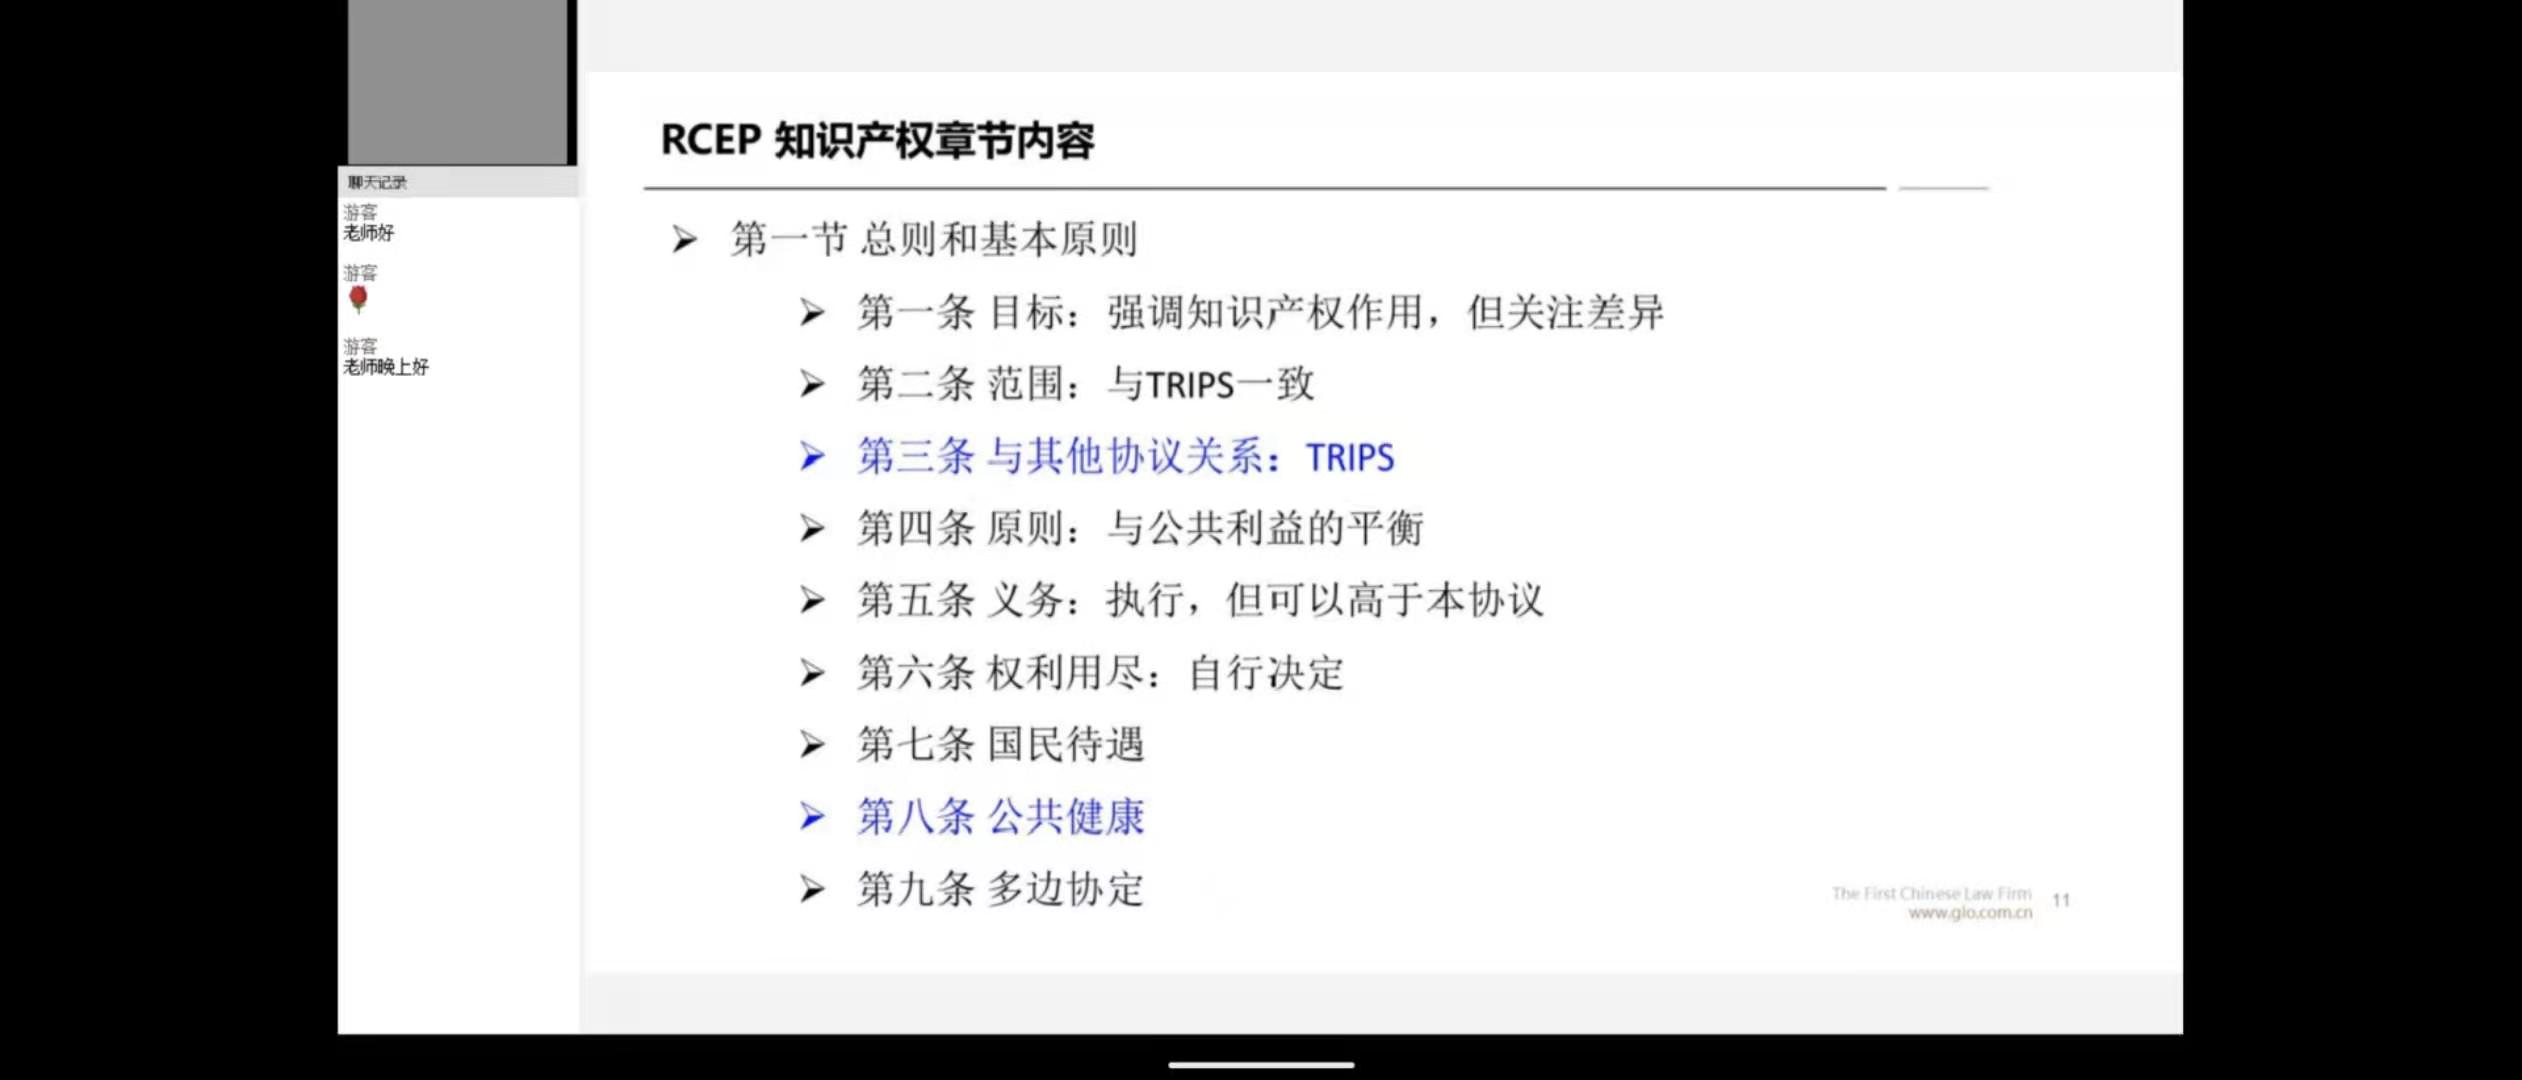 聊天记录
游客
老师好
游客
游客
老师晚上好
RCEP 知识产权章节内容
第一节 总则和基本原则
第一条 目标：强调知识产权作用，但关注差异
第二条 范围：与TRIPS一致
第三条 与其他协议关系：TRIPS
第四条 原则：与公共利益的平衡
第五条 义务：执行，但可以高于本协议
第六条 权利用尽：自行决定
第七条 国民待遇
第八条 公共健康
第九条 多边协定
The First Chinese Law Firm
www.glo.com.cn
11